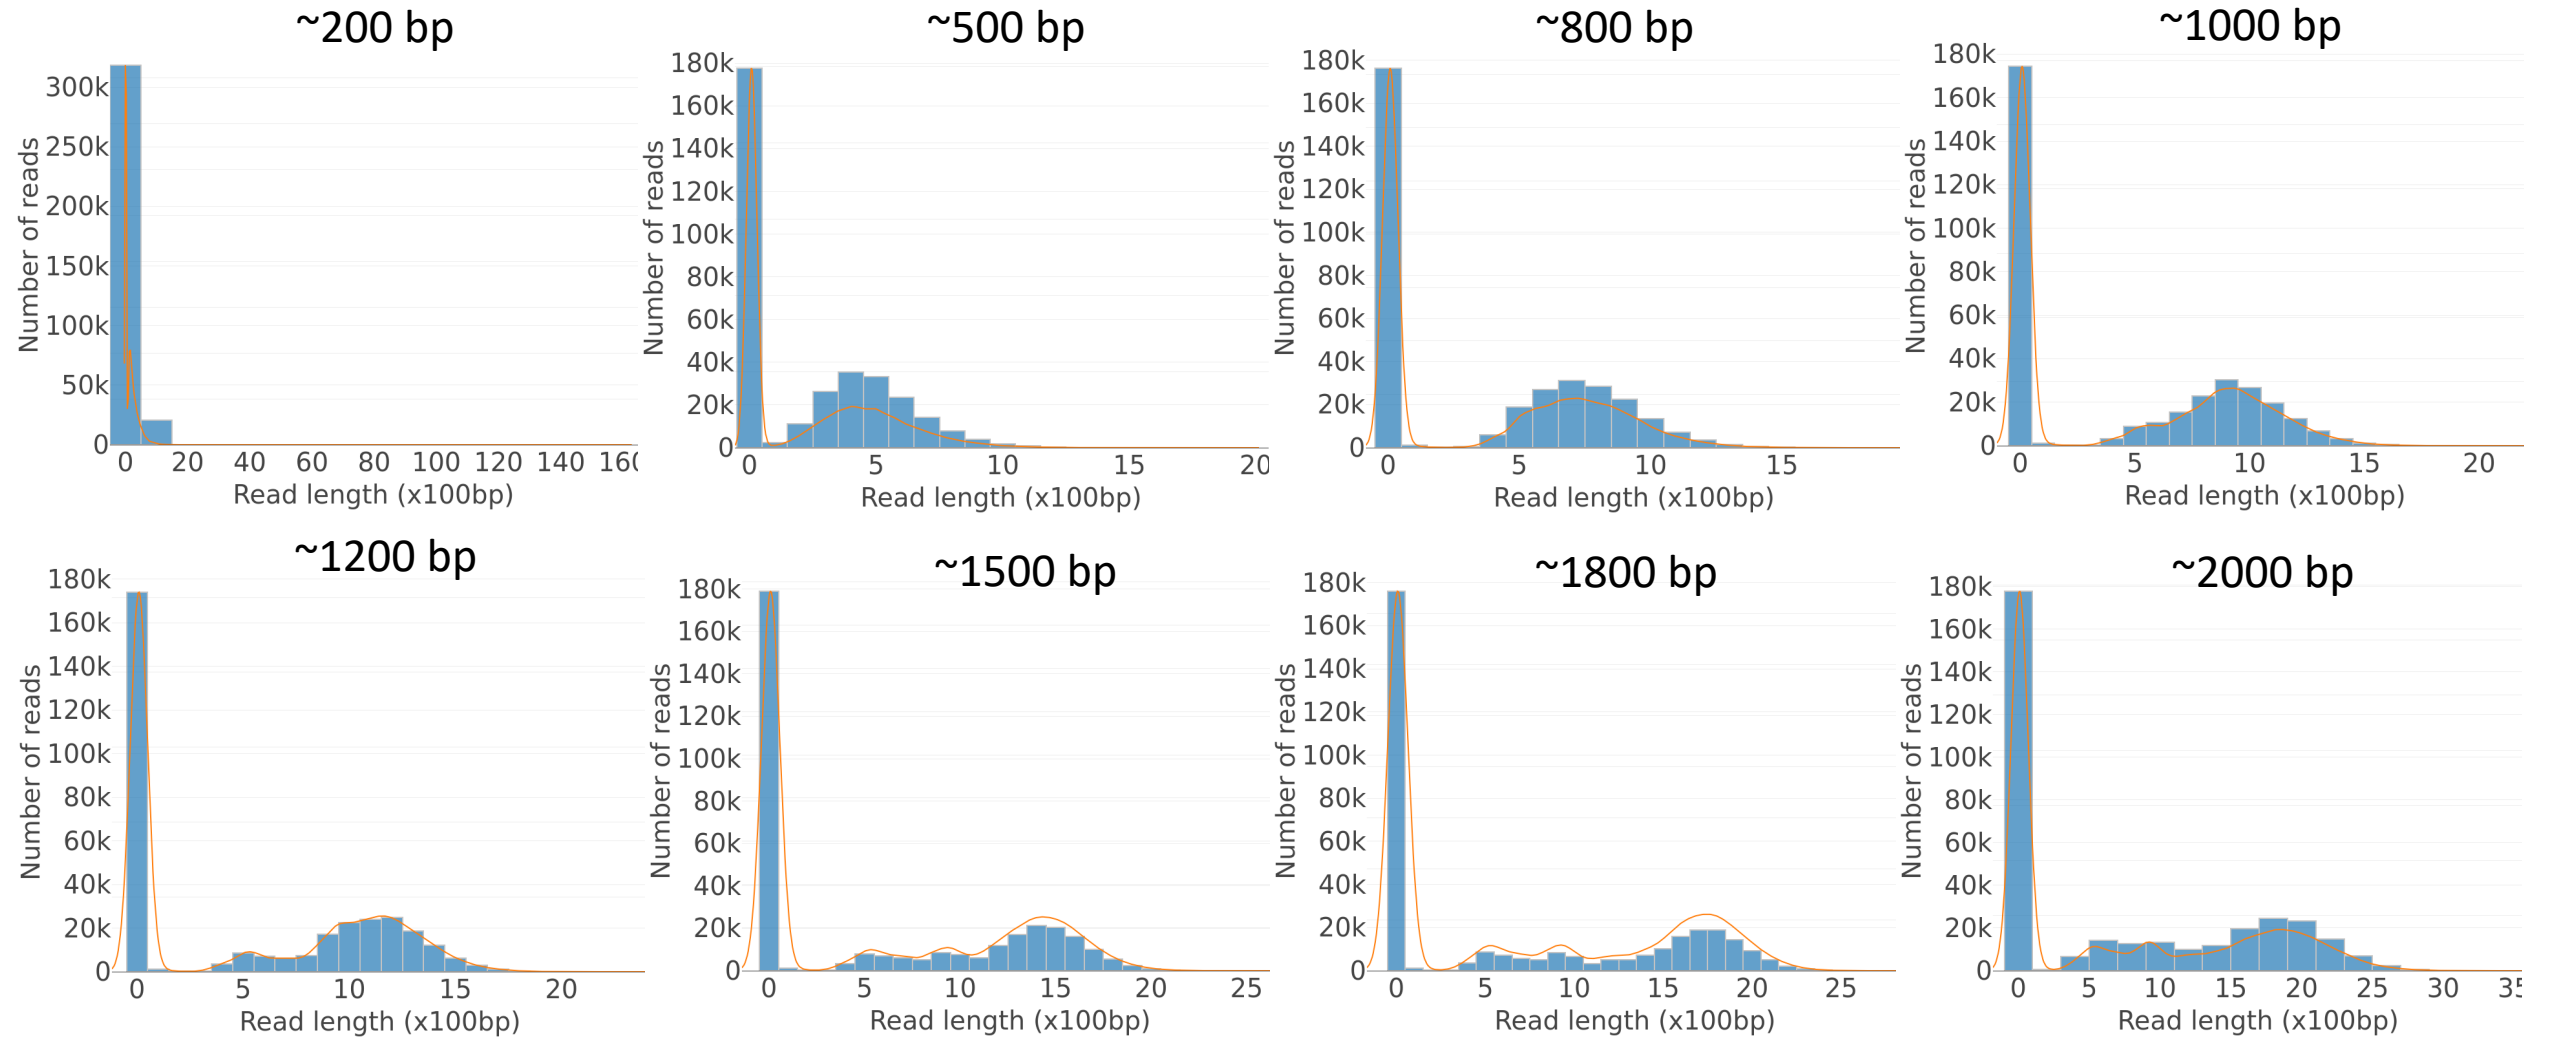 ~200 bp
300k
250k
200k
150k
100k
50k
0
0 20 40 60 80 100 120 140 160
Number of reads
Read length (x100bp)
~500 bp
180k
160k
140k
120k
100k
80k
60k
40k
20k
0
0 5 10 15 20
Number of reads
Read length (x100bp)
~800 bp
180k
160k
140k
120k
100k
80k
60k
40k
20k
0
0 5 10 15
Number of reads
Read length (x100bp)
~1000 bp
180k
160k
140k
120k
100k
80k
60k
40k
20k
0
0 5 10 15 20
Number of reads
Read length (x100bp)
~1200 bp
180k
160k
140k
120k
100k
80k
60k
40k
20k
0
0 5 10 15 20
Number of reads
Read length (x100bp)
~1500 bp
180k
160k
140k
120k
100k
80k
60k
40k
20k
0
0 5 10 15 20 25
Number of reads
Read length (x100bp)
~1800 bp
180k
160k
140k
120k
100k
80k
60k
40k
20k
0
0 5 10 15 20 25
Number of reads
Read length (x100bp)
~2000 bp
180k
160k
140k
120k
100k
80k
60k
40k
20k
0
0 5 10 15 20 25 30 35
Number of reads
Read length (x100bp)